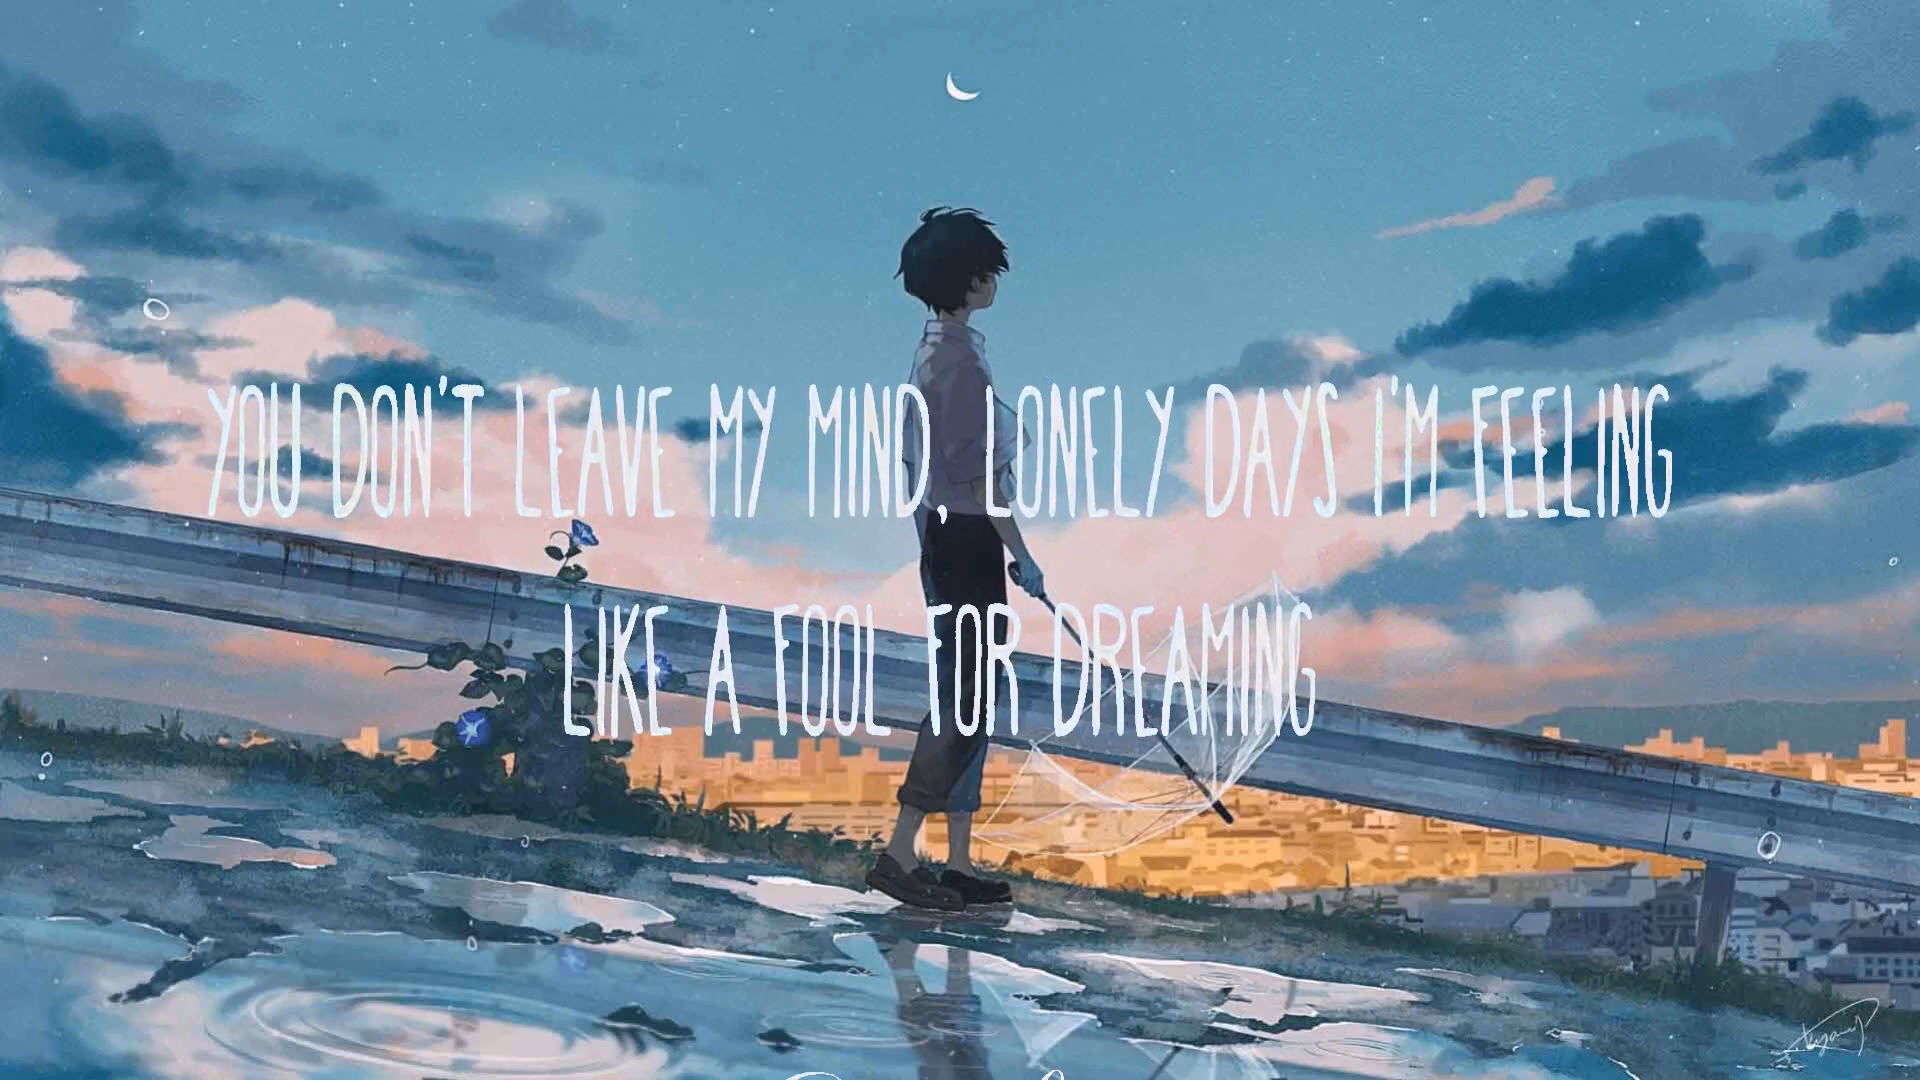 YOU DON'T LEAVE MY MIND, LONELY DAYS I'M FEELING
LIKE A FOOL FOR DREAMING